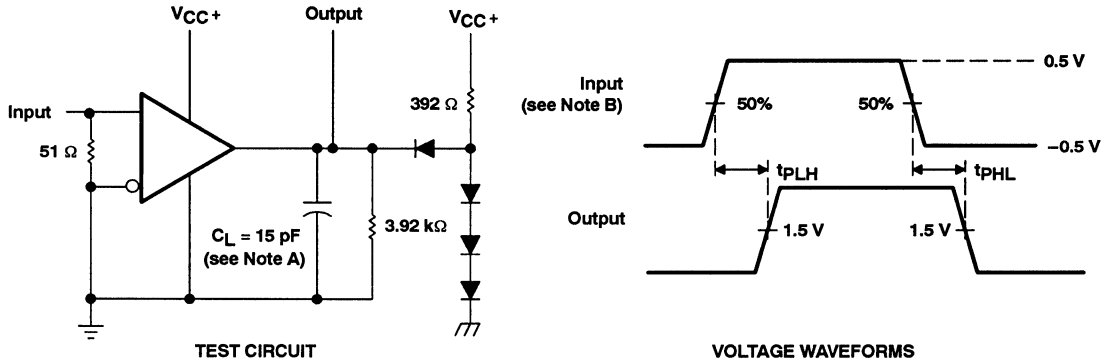 VCC+
Output
VCC+
Input
51 Ω
392 Ω
CL = 15 pF
(see Note A)
3.92 kΩ
TEST CIRCUIT
Input
(see Note B)
50%
50%
0.5 V
−0.5 V
tPLH
tPHL
Output
1.5 V
1.5 V
VOLTAGE WAVEFORMS